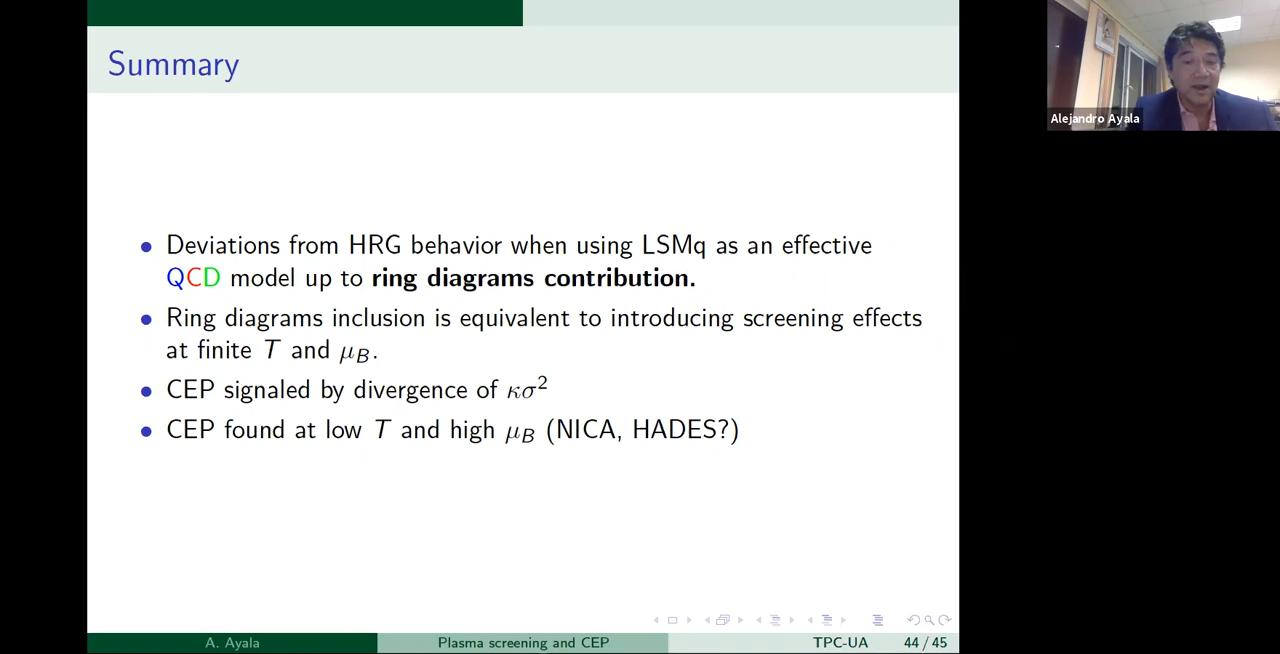 Summary
Alejandro Ayala
• Deviations from HRG behavior when using LSMq as an effective
QCD model up to ring diagrams contribution.
• Ring diagrams inclusion is equivalent to introducing screening effects
at finite T and μB.
• CEP signaled by divergence of κσ²
• CEP found at low T and high μB (NICA, HADES?)
A. Ayala Plasma screening and CEP TPC-UA 44 / 45